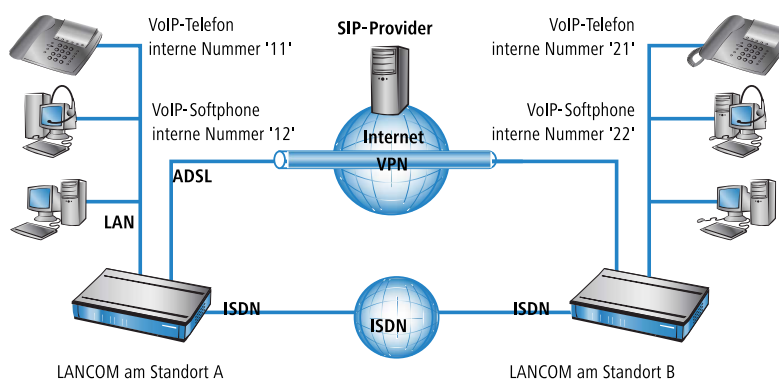 VoIP-Telefon
interne Nummer '11'
SIP-Provider
VoIP-Telefon
interne Nummer '21'
VoIP-Softphone
interne Nummer '12'
VoIP-Softphone
interne Nummer '22'
Internet
VPN
ADSL
LAN
ISDN
ISDN
ISDN
LANCOM am Standort A
LANCOM am Standort B